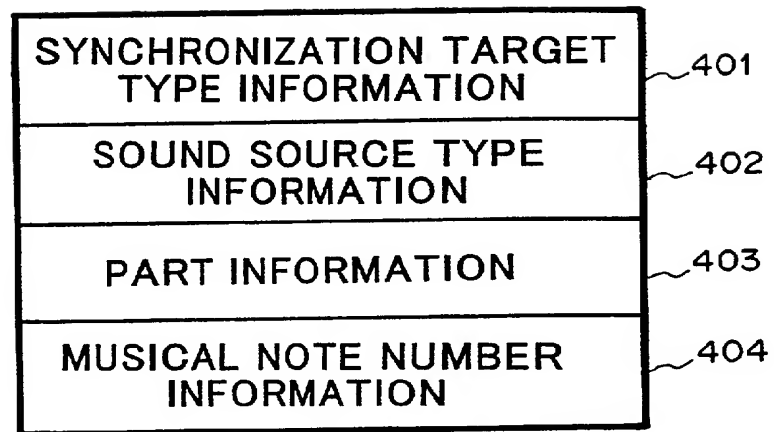 SYNCHRONIZATION TARGET
TYPE INFORMATION
401
SOUND SOURCE TYPE
INFORMATION
402
PART INFORMATION
403
MUSICAL NOTE NUMBER
INFORMATION
404